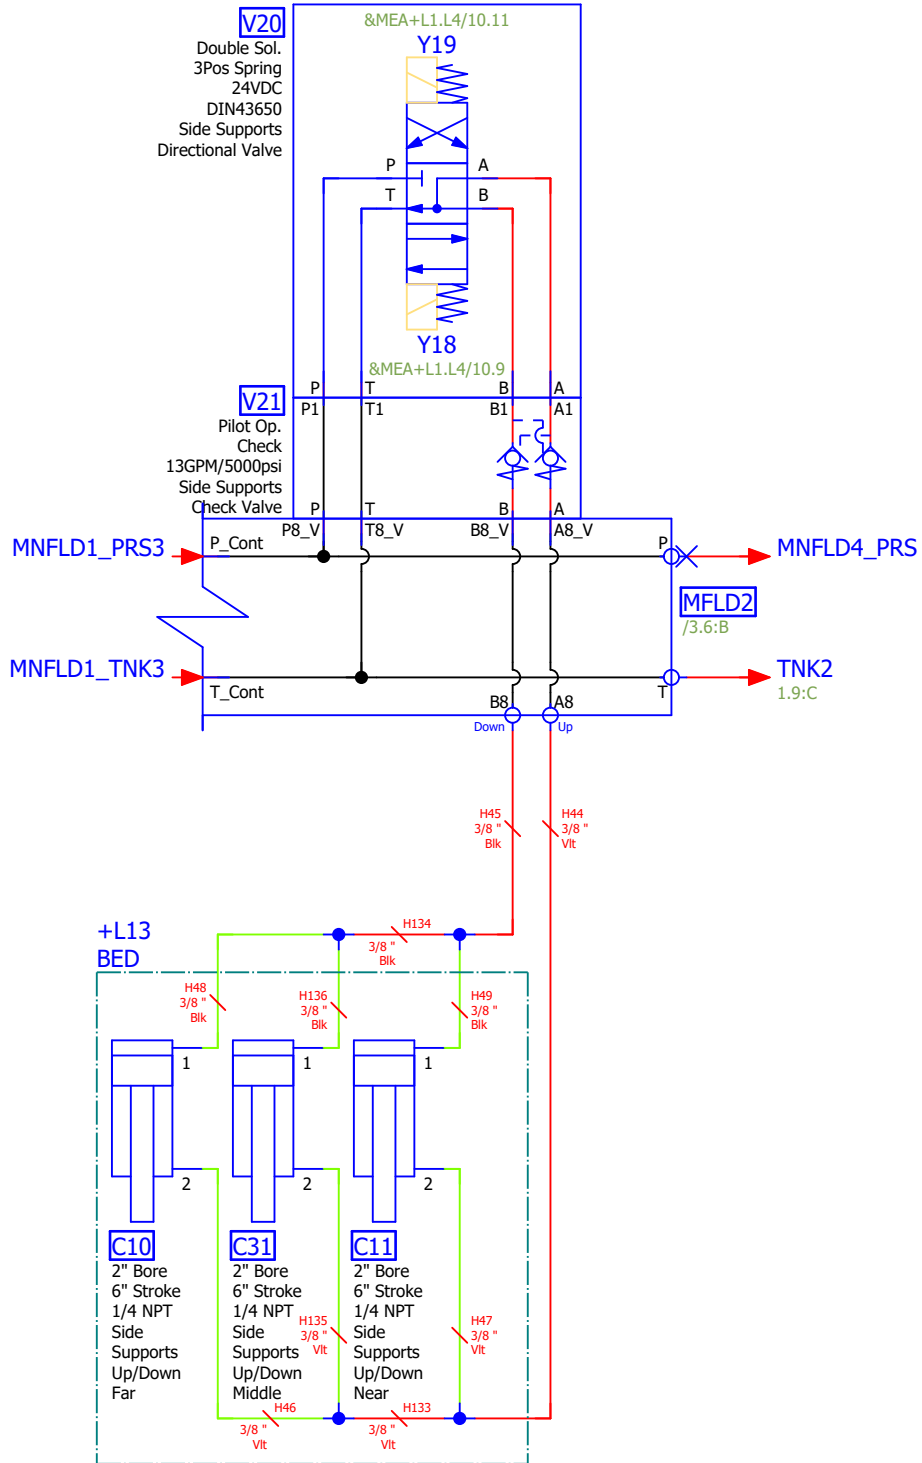 V20
Double Sol.
3Pos Spring
24VDC
DIN43650
Side Supports
Directional Valve
&MEA+L1.L4/10.11
Y19
P
A
T
B
Y18
&MEA+L1.L4/10.9
P
T
B
A
V21
Pilot Op.
Check
13GPM/5000psi
Side Supports
Check Valve
P1
T1
B1
A1
P
T
B
A
P8_V
T8_V
B8_V
A8_V
MNFLD1_PRS3
P_Cont
P
MNFLD4_PRS
MFLD2
/3.6:B
MNFLD1_TNK3
T_Cont
T
TNK2
1.9:C
B8
A8
Down
Up
H45
3/8 "
Blk
H44
3/8 "
Vlt
+L13
BED
H134
3/8 "
Blk
H48
3/8 "
Blk
H136
3/8 "
Blk
H49
3/8 "
Blk
1
1
1
2
2
2
C10
2" Bore
6" Stroke
1/4 NPT
Side
Supports
Up/Down
Far
C31
2" Bore
6" Stroke
1/4 NPT
Side
Supports
Up/Down
Middle
C11
2" Bore
6" Stroke
1/4 NPT
Side
Supports
Up/Down
Near
H135
3/8 "
Vlt
H47
3/8 "
Vlt
H46
3/8 "
Vlt
H133
3/8 "
Vlt